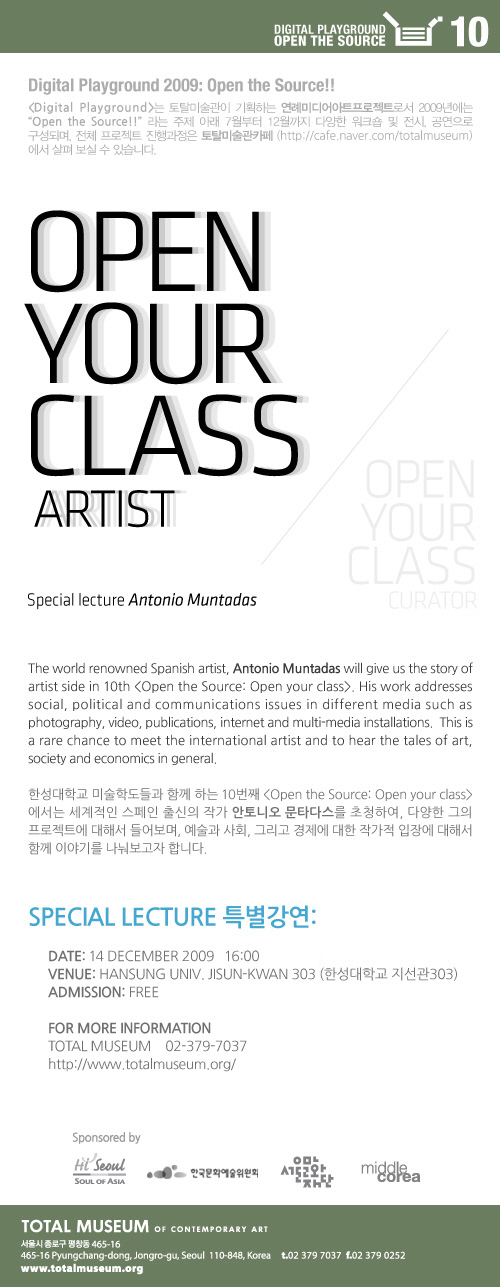 DIGITAL PLAYGROUND
OPEN THE SOURCE
10
Digital Playground 2009: Open the Source!!
<Digital Playground>는 토탈미술관이 기획하는 연례미디어아트프로젝트로서 2009년에는
"Open the Source!!" 라는 주제 아래 7월부터 12월까지 다양한 워크숍 및 전시, 공연으로
구성되며, 전체 프로젝트 진행과정은 토탈미술관카페 (http://cafe.naver.com/totalmuseum)
에서 살펴 보실 수 있습니다.
OPEN
YOUR
CLASS
ARTIST
OPEN
YOUR
CLASS
CURATOR
Special lecture Antonio Muntadas
The world renowned Spanish artist, Antonio Muntadas will give us the story of
artist side in 10th <Open the Source: Open your class>. His work addresses
social, political and communications issues in different media such as
photography, video, publications, internet and multi-media installations. This is
a rare chance to meet the international artist and to hear the tales of art,
society and economics in general.
한성대학교 미술학도들과 함께 하는 10번째 <Open the Source: Open your class>
에서는 세계적인 스페인 출신의 작가 안토니오 문타다스를 초청하여, 다양한 그의
프로젝트에 대해서 들어보며, 예술과 사회, 그리고 경제에 대한 작가적 입장에 대해서
함께 이야기를 나눠보고자 합니다.
SPECIAL LECTURE 특별강연:
DATE: 14 DECEMBER 2009 16:00
VENUE: HANSUNG UNIV. JISUN-KWAN 303 (한성대학교 지선관303)
ADMISSION: FREE
FOR MORE INFORMATION
TOTAL MUSEUM 02-379-7037
http://www.totalmuseum.org/
Sponsored by
Hi Seoul
SOUL OF ASIA
한국문화예술위원회
서울문화재단
middle
corea
TOTAL MUSEUM OF CONTEMPORARY ART
서울시 종로구 평창동 465-16
465-16 Pyungchang-dong, Jongro-gu, Seoul 110-848, Korea t.02 379 7037 f.02 379 0252
www.totalmuseum.org